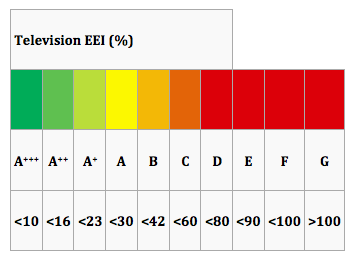 Television EEI (%)
A+++ A++ A+ A B C D E F G
<10 <16 <23 <30 <42 <60 <80 <90 <100 >100